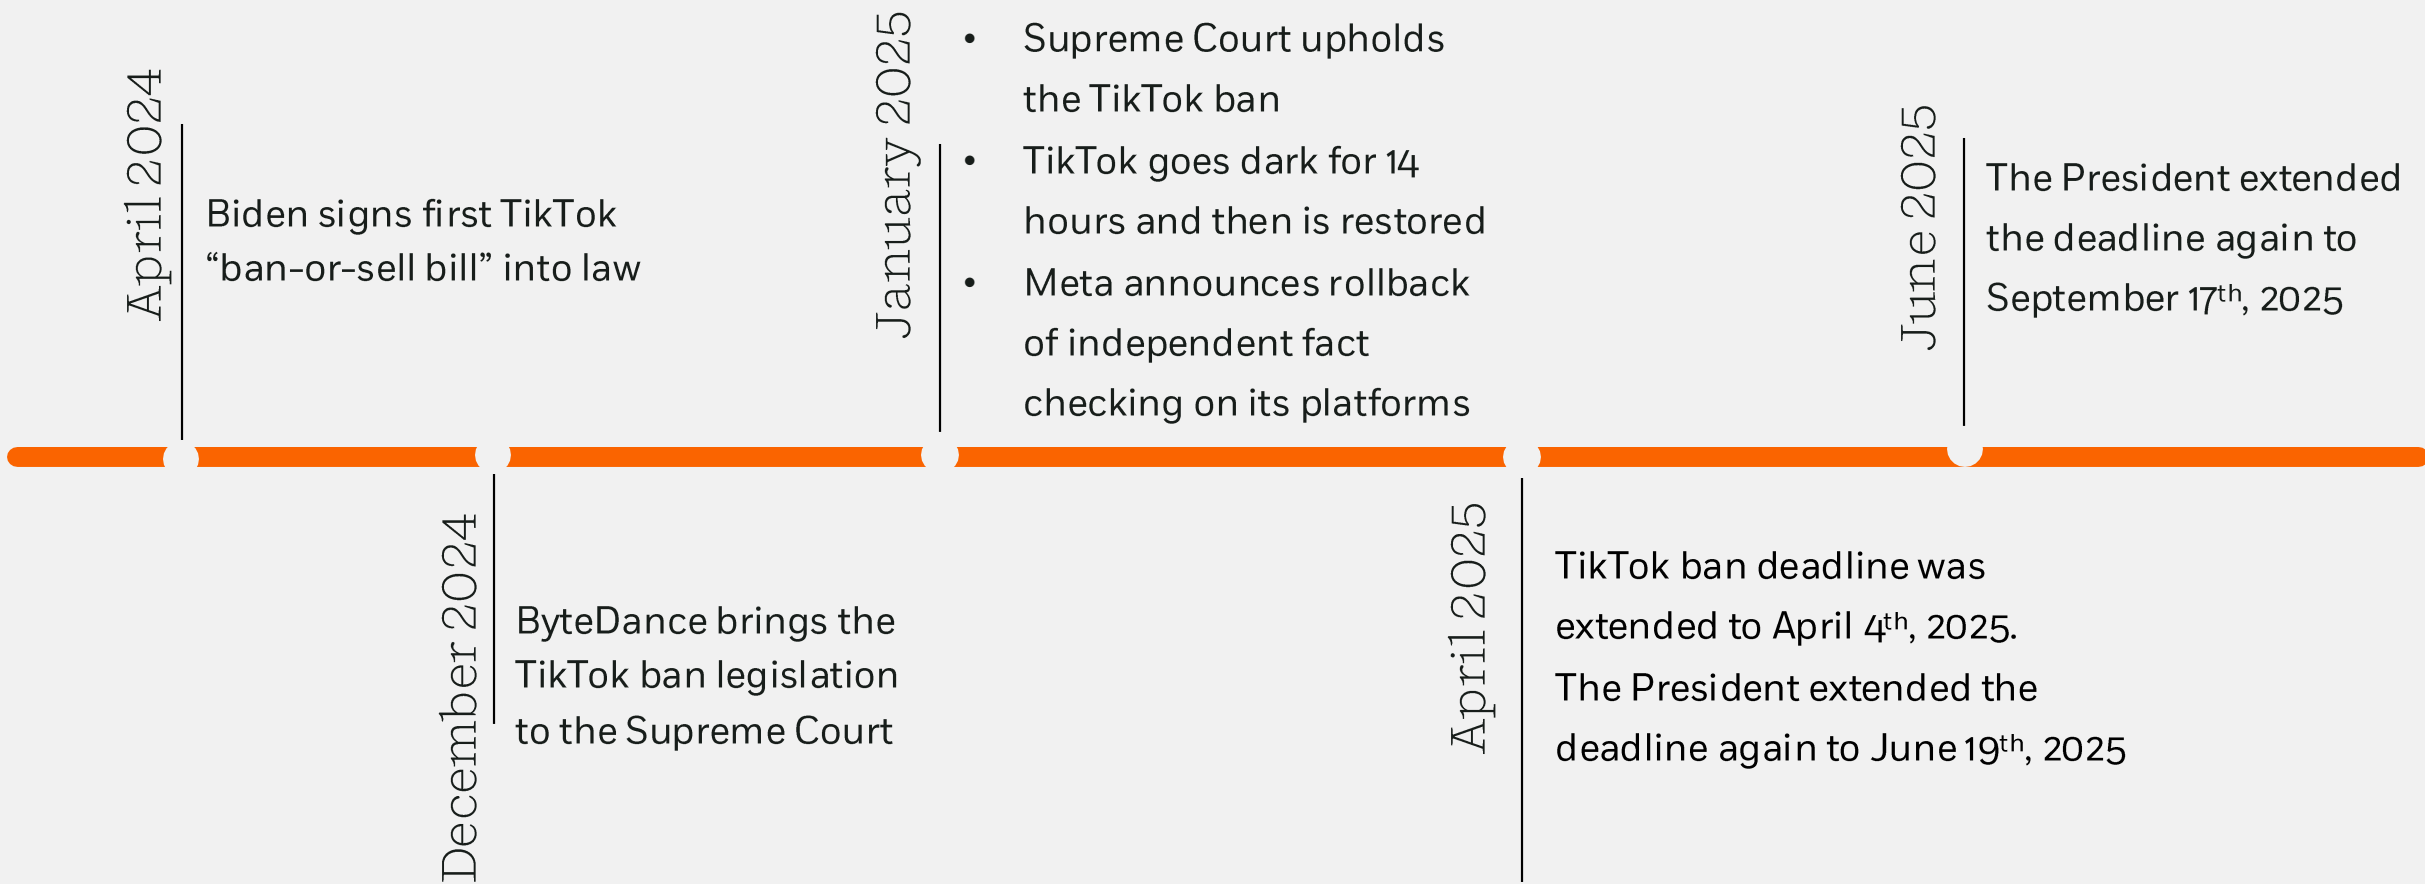 April 2024
Biden signs first TikTok
“ban-or-sell bill” into law
December 2024
ByteDance brings the
TikTok ban legislation
to the Supreme Court
January 2025
• Supreme Court upholds
the TikTok ban
• TikTok goes dark for 14
hours and then is restored
• Meta announces rollback
of independent fact
checking on its platforms
April 2025
TikTok ban deadline was
extended to April 4th, 2025.
The President extended the
deadline again to June 19th, 2025
June 2025
The President extended
the deadline again to
September 17th, 2025